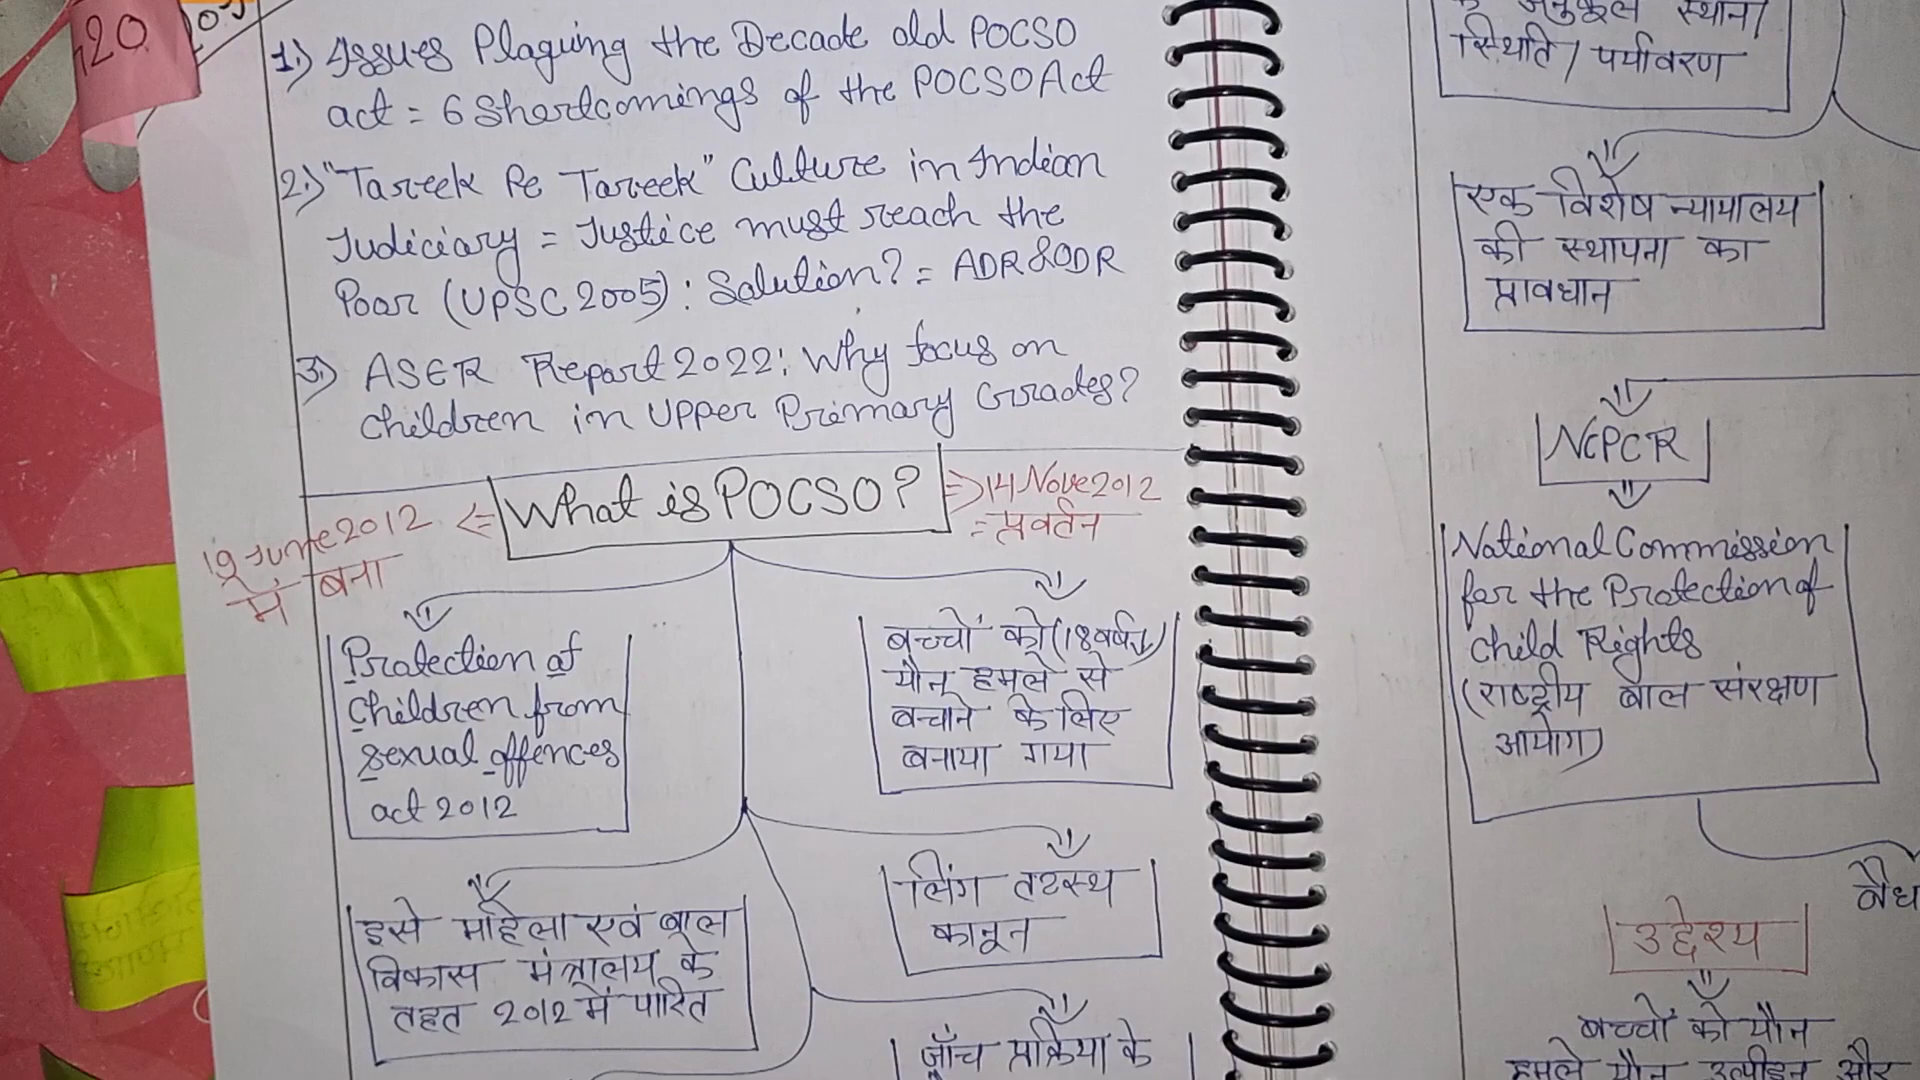 20
1.) Issues Plaguing the Decade old POCSO
act = 6 Shortcomings of the POCSO Act
2.) "Tareek Pe Tareek" Culture in Indian
Judiciary = Justice must reach the
Poor (UPSC 2005) : Solution? = ADR & ODR
3.) ASER Report 2022: Why focus on
children in Upper Primary Grades?
What is POCSO?
19 June 2012
में बना
14 Nove 2012
= प्रवर्तन
Protection of
Children from
sexual offences
act 2012
बच्चों को (18 वर्ष↓)
यौन हमले से
बचाने के लिए
बनाया गया
इसे महिला एवं बाल
विकास मंत्रालय के
तहत 2012 में पारित
लिंग तटस्थ
कानून
जाँच प्रक्रिया के
के अनुकूल स्थान/
स्थिति / पर्यावरण
एक विशेष न्यायालय
की स्थापना का
प्रावधान
NCPCR
National Commission
for the Protection of
child Rights
(राष्ट्रीय बाल संरक्षण
आयोग)
वैध
उद्देश्य
बच्चों को यौन
हमले यौन उत्पीड़न और